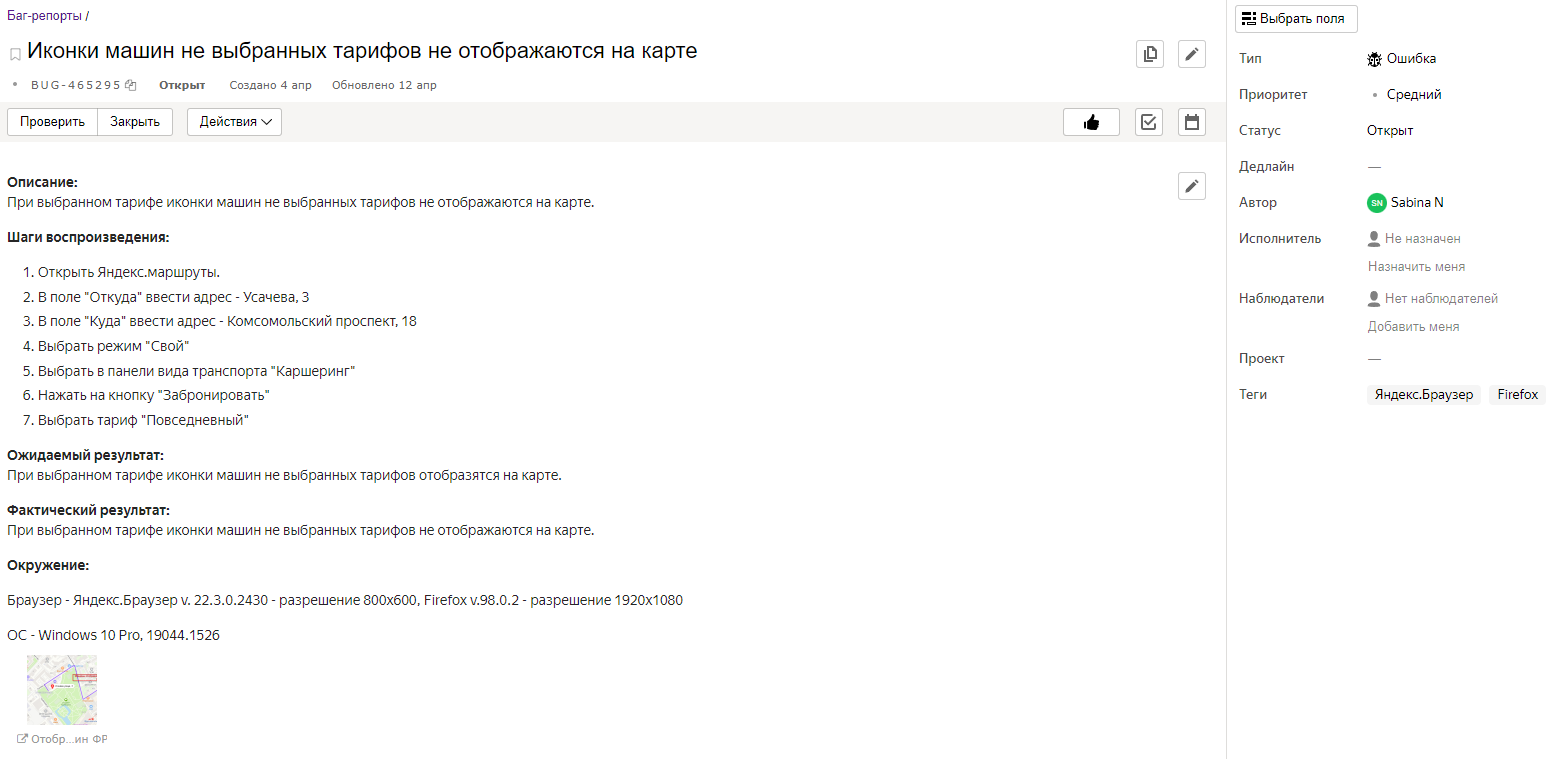 Баг-репорты /
Иконки машин не выбранных тарифов не отображаются на карте
BUG-465295 Открыт Создано 4 апр Обновлено 12 апр
Проверить Закрыть Действия
Описание:
При выбранном тарифе иконки машин не выбранных тарифов не отображаются на карте.
Шаги воспроизведения:
1. Открыть Яндекс.маршруты.
2. В поле "Откуда" ввести адрес - Усачева, 3
3. В поле "Куда" ввести адрес - Комсомольский проспект, 18
4. Выбрать режим "Свой"
5. Выбрать в панели вида транспорта "Каршеринг"
6. Нажать на кнопку "Забронировать"
7. Выбрать тариф "Повседневный"
Ожидаемый результат:
При выбранном тарифе иконки машин не выбранных тарифов отобразятся на карте.
Фактический результат:
При выбранном тарифе иконки машин не выбранных тарифов не отображаются на карте.
Окружение:
Браузер - Яндекс.Браузер v. 22.3.0.2430 - разрешение 800x600, Firefox v.98.0.2 - разрешение 1920x1080
ОС - Windows 10 Pro, 19044.1526
Отобр...ин ФР
Выбрать поля
Тип Ошибка
Приоритет Средний
Статус Открыт
Дедлайн —
Автор SN Sabina N
Исполнитель Не назначен
Назначить меня
Наблюдатели Нет наблюдателей
Добавить меня
Проект —
Теги Яндекс.Браузер Firefox